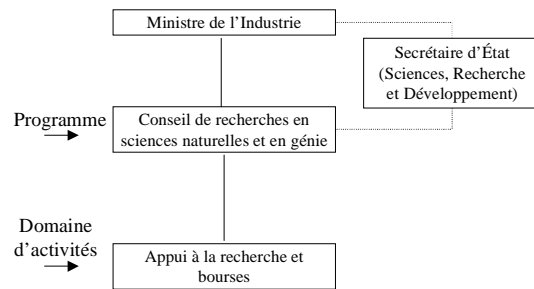 Ministre de l’Industrie
Secrétaire d’État
(Sciences, Recherche
et Développement)
Programme
Conseil de recherches en
sciences naturelles et en génie
Domaine
d’activités
Appui à la recherche et
bourses